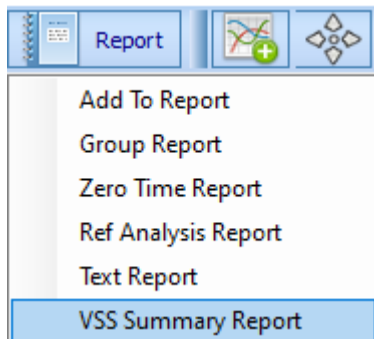 Report
Add To Report
Group Report
Zero Time Report
Ref Analysis Report
Text Report
VSS Summary Report